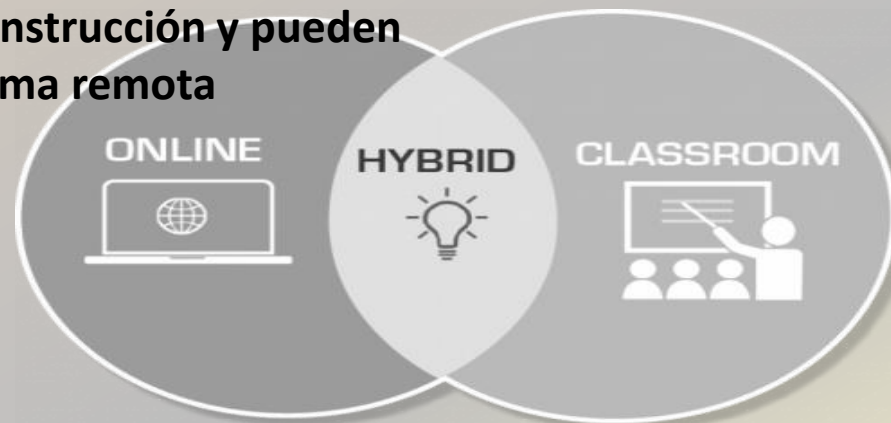 nstrucción y pueden
ma remota
ONLINE
HYBRID
CLASSROOM